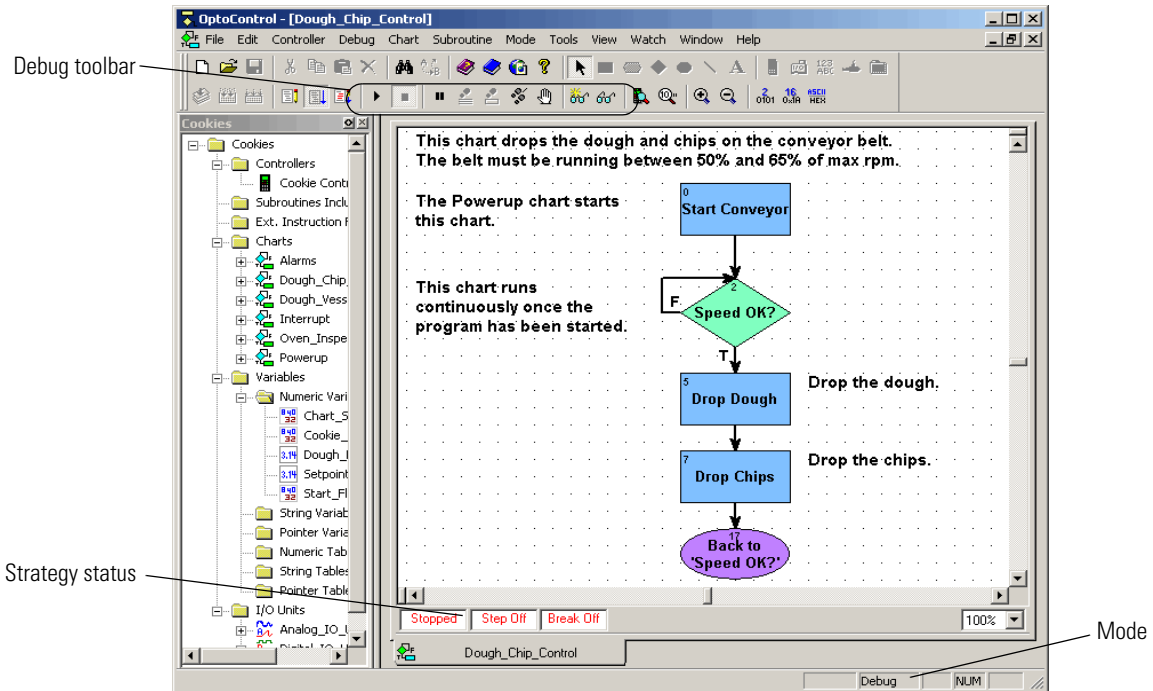 OptoControl - [Dough_Chip_Control]
File Edit Controller Debug Chart Subroutine Mode Tools View Watch Window Help
Debug toolbar
Cookies
Cookies
Controllers
Cookie Contr
Subroutines Inclu
Ext. Instruction F
Charts
Alarms
Dough_Chip_
Dough_Vess
Interrupt
Oven_Inspe
Powerup
Variables
Numeric Vari
Chart_S
Cookie_
Dough_
Setpoint
Start_Fl
String Variab
Pointer Varia
Numeric Tab
String Tables
Pointer Table
I/O Units
Analog_IO_U
This chart drops the dough and chips on the conveyor belt.
The belt must be running between 50% and 65% of max rpm.
The Powerup chart starts
this chart.
This chart runs
continuously once the
program has been started.
0
Start Conveyor
2
Speed OK?
F
T
5
Drop Dough
Drop the dough.
7
Drop Chips
Drop the chips.
17
Back to
'Speed OK?'
Strategy status
Stopped Step Off Break Off
100%
Dough_Chip_Control
Mode
Debug NUM